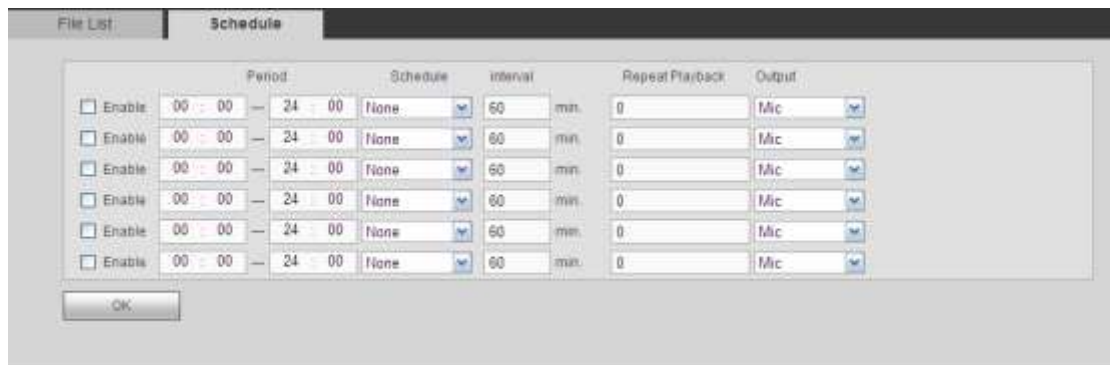 File List Schedule
Period Schedule interval Repeat Playback Output
Enable 00 : 00 — 24 : 00 None 60 min. 0 Mic
Enable 00 : 00 — 24 : 00 None 60 min. 0 Mic
Enable 00 : 00 — 24 : 00 None 60 min. 0 Mic
Enable 00 : 00 — 24 : 00 None 60 min. 0 Mic
Enable 00 : 00 — 24 : 00 None 60 min. 0 Mic
Enable 00 : 00 — 24 : 00 None 60 min. 0 Mic
OK